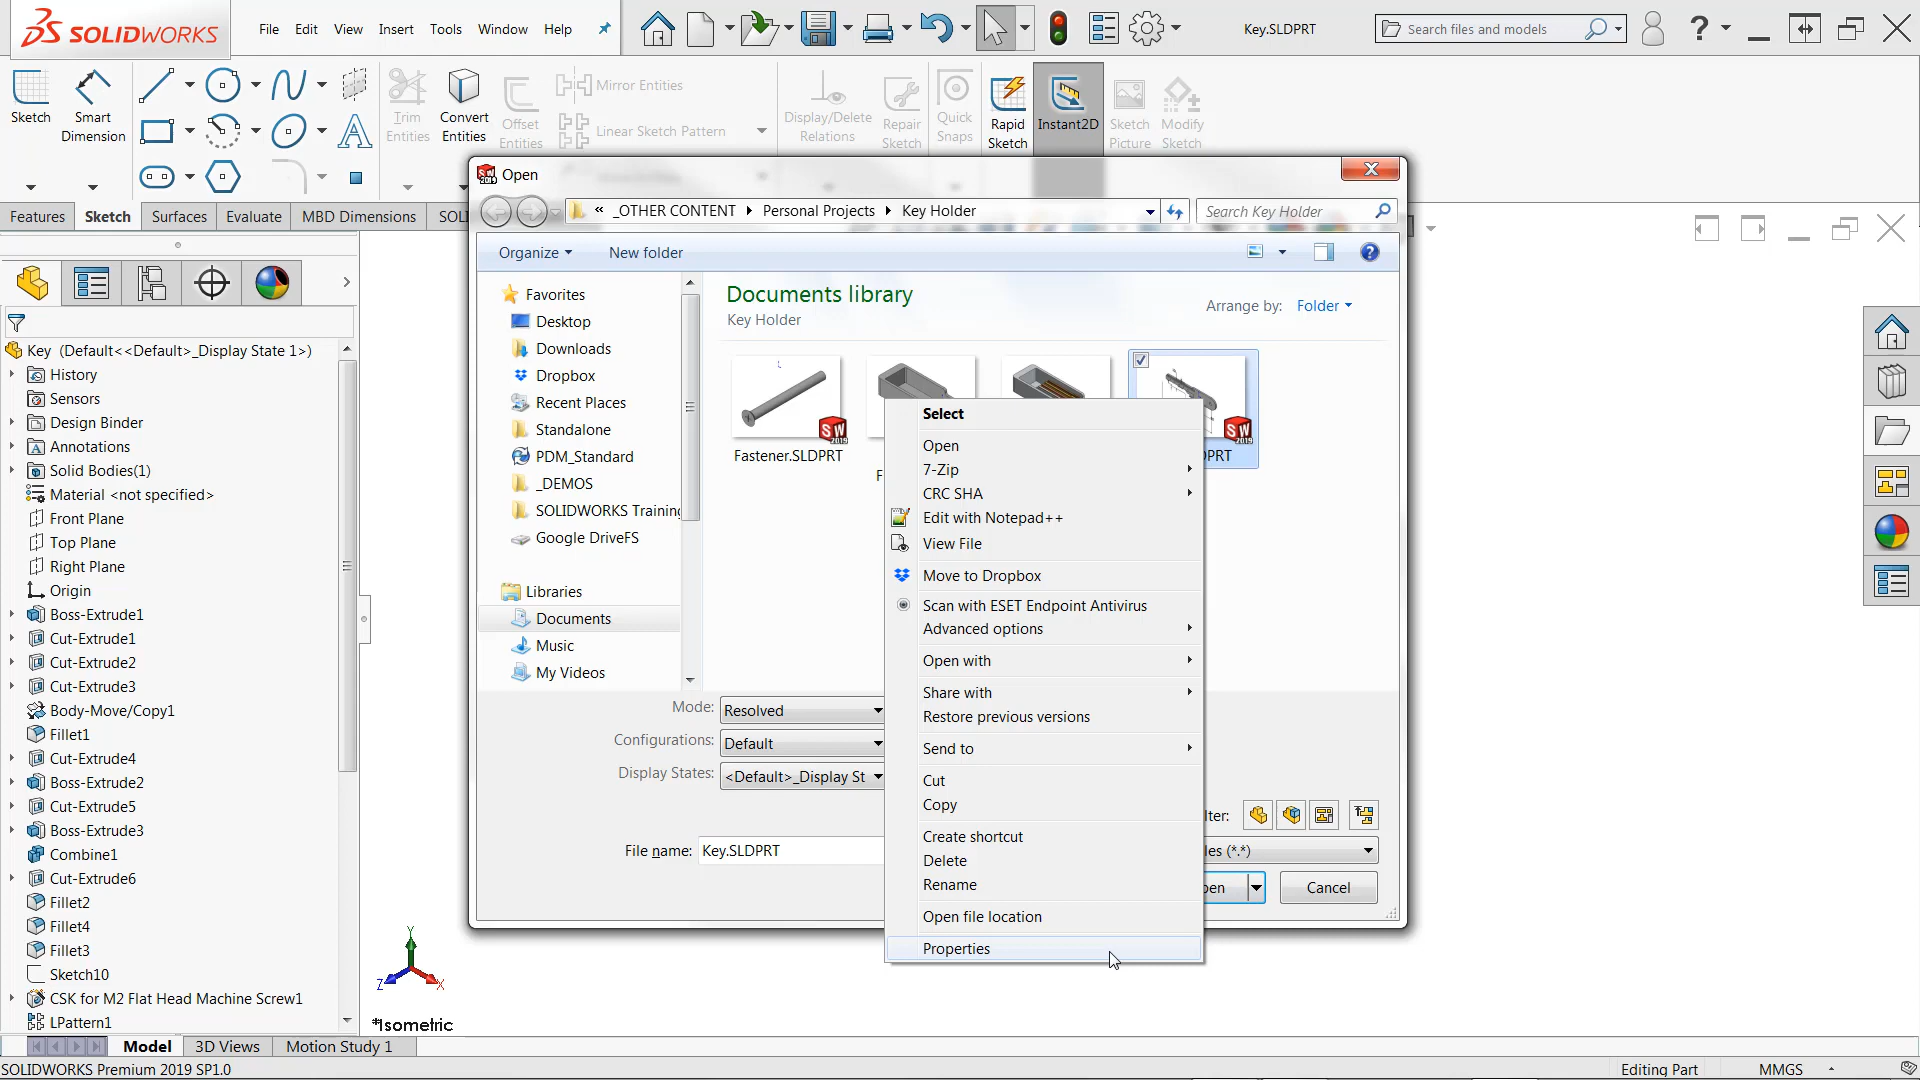 SOLIDWORKS
File Edit View Insert Tools Window Help
Key.SLDPRT
Search files and models
Sketch
Smart Dimension
Trim Entities
Convert Entities
Offset Entities
Mirror Entities
Linear Sketch Pattern
Display/Delete Relations
Repair Sketch
Quick Snaps
Rapid Sketch
Instant2D
Sketch Picture
Modify Sketch
Features Sketch Surfaces Evaluate MBD Dimensions SOL
Key (Default<<Default>_Display State 1>)
History
Sensors
Design Binder
Annotations
Solid Bodies(1)
Material <not specified>
Front Plane
Top Plane
Right Plane
Origin
Boss-Extrude1
Cut-Extrude1
Cut-Extrude2
Cut-Extrude3
Body-Move/Copy1
Fillet1
Cut-Extrude4
Boss-Extrude2
Cut-Extrude5
Boss-Extrude3
Combine1
Cut-Extrude6
Fillet2
Fillet4
Fillet3
Sketch10
CSK for M2 Flat Head Machine Screw1
LPattern1
Open
« _OTHER CONTENT Personal Projects Key Holder
Search Key Holder
Organize New folder
Favorites
Desktop
Downloads
Dropbox
Recent Places
Standalone
PDM_Standard
_DEMOS
SOLIDWORKS Training
Google DriveFS
Libraries
Documents
Music
My Videos
Documents library
Key Holder
Arrange by: Folder
Fastener.SLDPRT
F
DPRT
SW 2019
SW 2019
Mode: Resolved
Configurations: Default
Display States: <Default>_Display St
File name: Key.SLDPRT
lter:
les (*.*)
pen
Cancel
Select
Open
7-Zip
CRC SHA
Edit with Notepad++
View File
Move to Dropbox
Scan with ESET Endpoint Antivirus
Advanced options
Open with
Share with
Restore previous versions
Send to
Cut
Copy
Create shortcut
Delete
Rename
Open file location
Properties
Y
Z
X
*Isometric
Model 3D Views Motion Study 1
SOLIDWORKS Premium 2019 SP1.0
Editing Part
MMGS